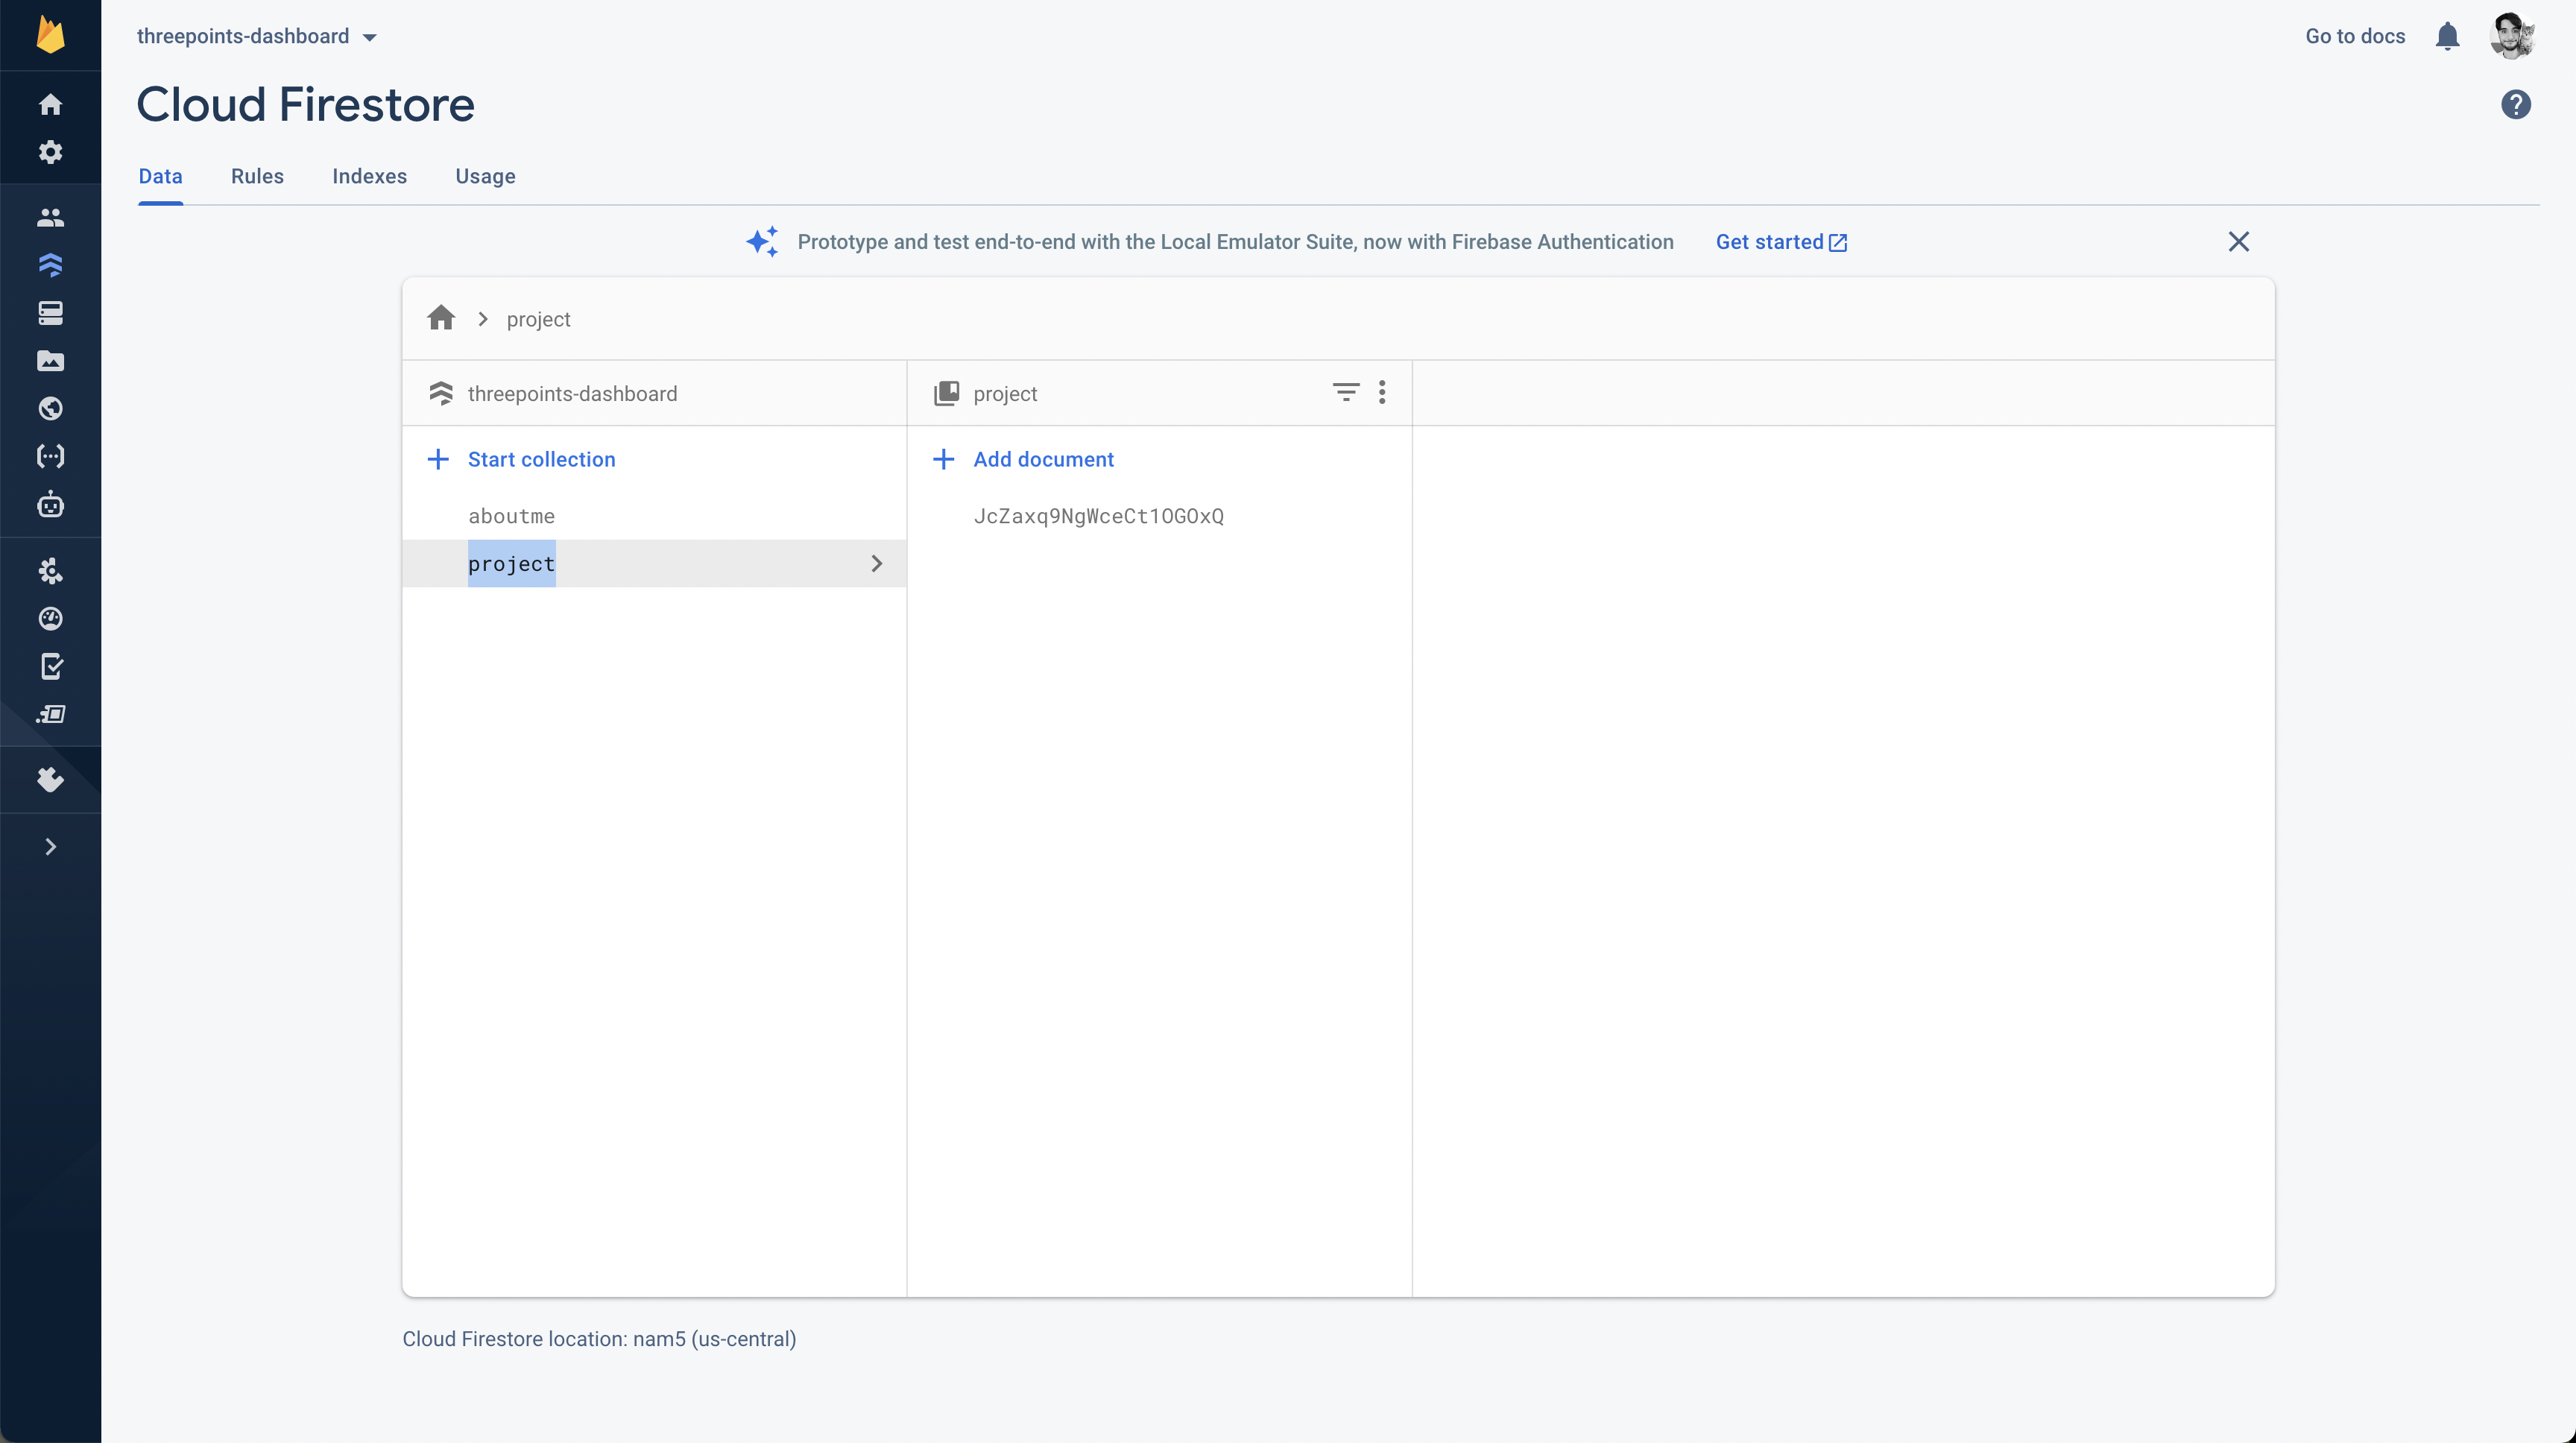 threepoints-dashboard
Go to docs
Cloud Firestore
Data Rules Indexes Usage
Prototype and test end-to-end with the Local Emulator Suite, now with Firebase Authentication Get started
project
threepoints-dashboard
project
Start collection
Add document
aboutme
JcZaxq9NgWceCt1OGOxQ
project
Cloud Firestore location: nam5 (us-central)